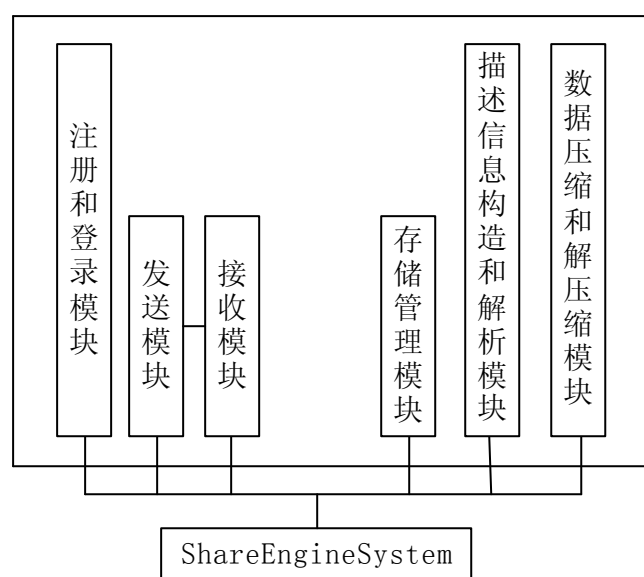 注册和登录模块
发送模块
接收模块
存储管理模块
描述信息构造和解析模块
数据压缩和解压缩模块
ShareEngineSystem